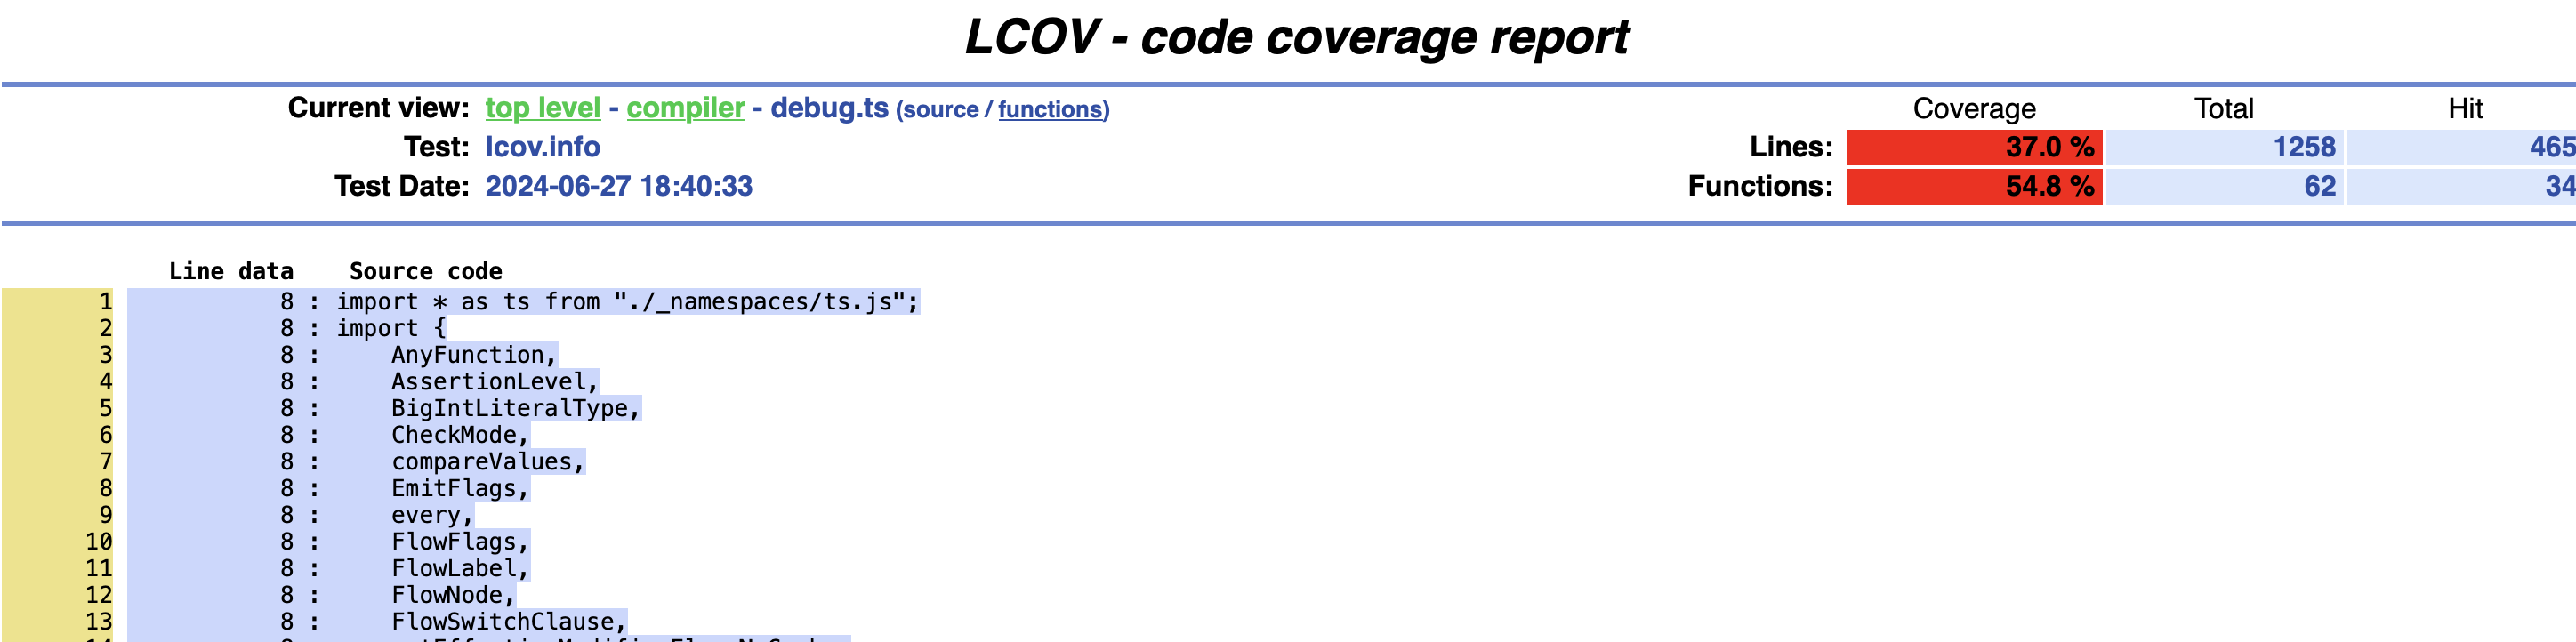 LCOV - code coverage report
Current view: top level - compiler - debug.ts (source / functions) Coverage Total Hit
Test: lcov.info Lines: 37.0 % 1258 465
Test Date: 2024-06-27 18:40:33 Functions: 54.8 % 62 34
Line data Source code
1 8 : import * as ts from "./_namespaces/ts.js";
2 8 : import {
3 8 : AnyFunction,
4 8 : AssertionLevel,
5 8 : BigIntLiteralType,
6 8 : CheckMode,
7 8 : compareValues,
8 8 : EmitFlags,
9 8 : every,
10 8 : FlowFlags,
11 8 : FlowLabel,
12 8 : FlowNode,
13 8 : FlowSwitchClause,